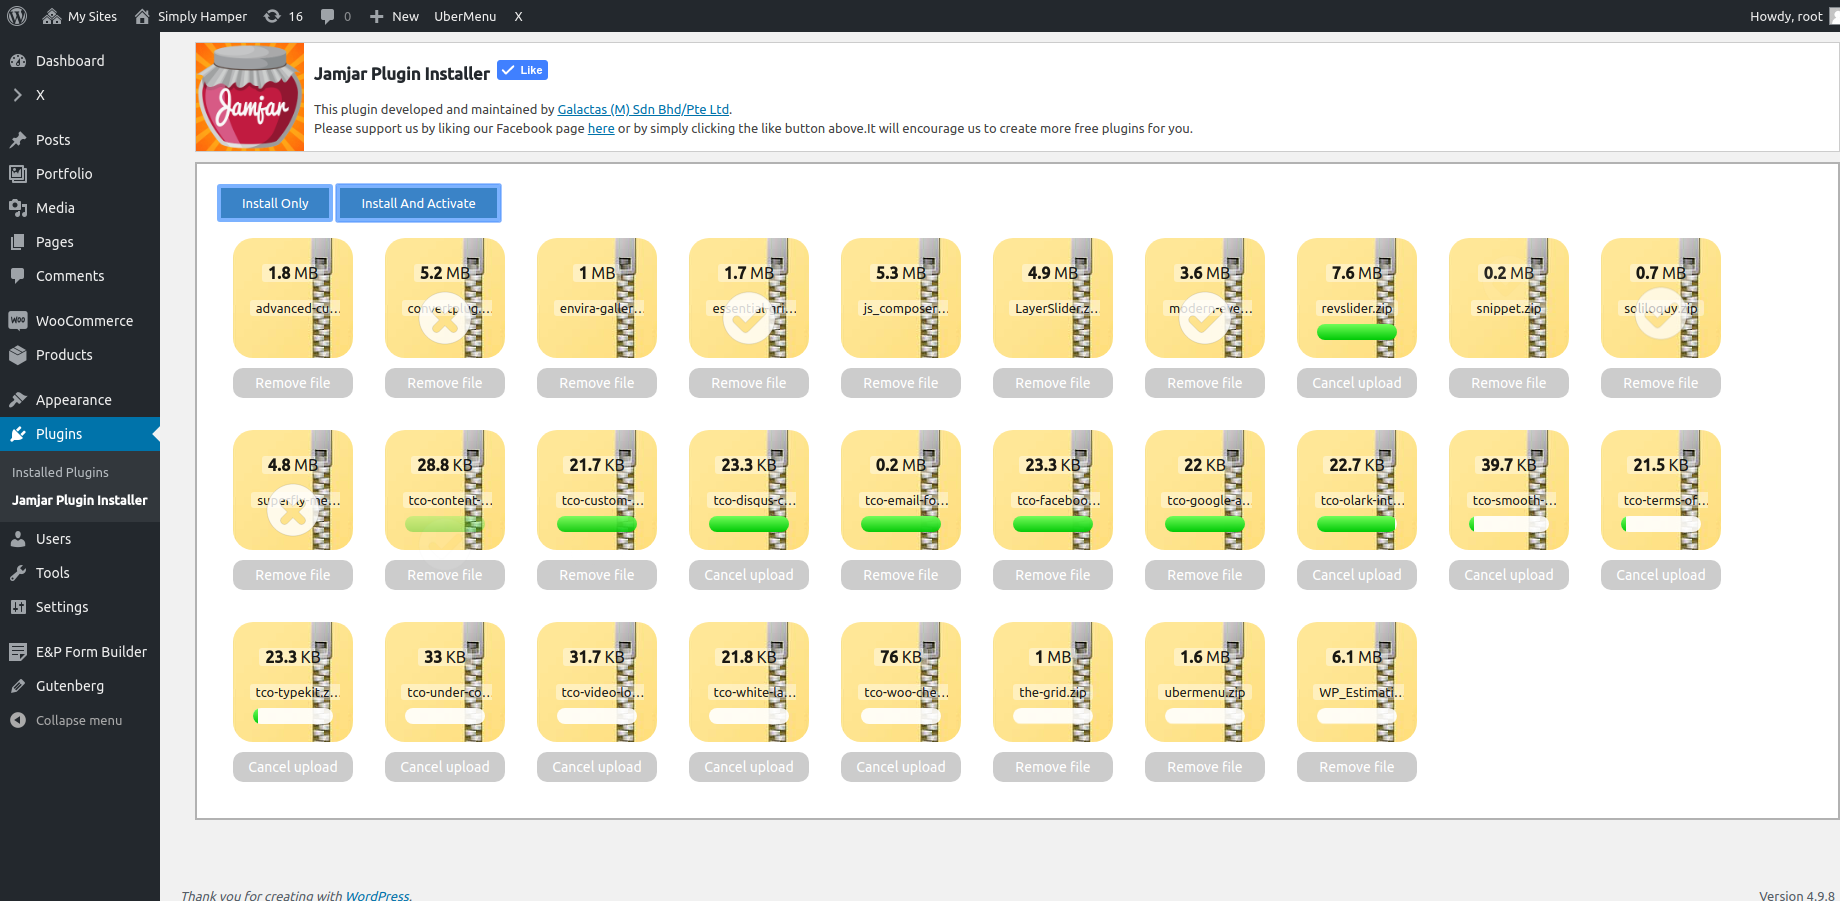 My Sites Simply Hamper 16 0 New UberMenu X Howdy, root
Dashboard
X
Posts
Portfolio
Media
Pages
Comments
WooCommerce
Products
Appearance
Plugins
Installed Plugins
Jamjar Plugin Installer
Users
Tools
Settings
E&P Form Builder
Gutenberg
Collapse menu
Jamjar
Jamjar Plugin Installer Like
This plugin developed and maintained by Galactas (M) Sdn Bhd/Pte Ltd.
Please support us by liking our Facebook page here or by simply clicking the like button above.It will encourage us to create more free plugins for you.
Install Only Install And Activate
1.8 MB 5.2 MB 1 MB 1.7 MB 5.3 MB 4.9 MB 3.6 MB 7.6 MB 0.2 MB 0.7 MB
advanced-cu... convertplug... envira-galler... essential-gri... js_composer... LayerSlider.z... modern-eve... revslider.zip snippet.zip soliloquy.zip
Remove file Remove file Remove file Remove file Remove file Remove file Remove file Cancel upload Remove file Remove file
4.8 MB 28.8 KB 21.7 KB 23.3 KB 0.2 MB 23.3 KB 22 KB 22.7 KB 39.7 KB 21.5 KB
superfly-me... tco-content-... tco-custom-... tco-disqus-c... tco-email-fo... tco-faceboo... tco-google-a... tco-olark-int... tco-smooth-... tco-terms-of...
Remove file Remove file Remove file Cancel upload Remove file Remove file Remove file Cancel upload Cancel upload Cancel upload
23.3 KB 33 KB 31.7 KB 21.8 KB 76 KB 1 MB 1.6 MB 6.1 MB
tco-typekit.z... tco-under-co... tco-video-lo... tco-white-la... tco-woo-che... the-grid.zip ubermenu.zip WP_Estimati...
Cancel upload Cancel upload Cancel upload Cancel upload Cancel upload Remove file Remove file Remove file
Thank you for creating with WordPress. Version 4.9.8